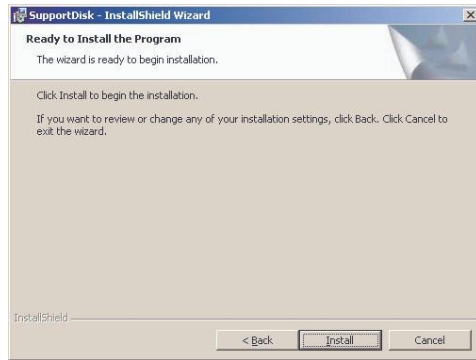 SupportDisk - InstallShield Wizard
Ready to Install the Program
The wizard is ready to begin installation.
Click Install to begin the installation.
If you want to review or change any of your installation settings, click Back. Click Cancel to
exit the wizard.
InstallShield
< Back
Install
Cancel